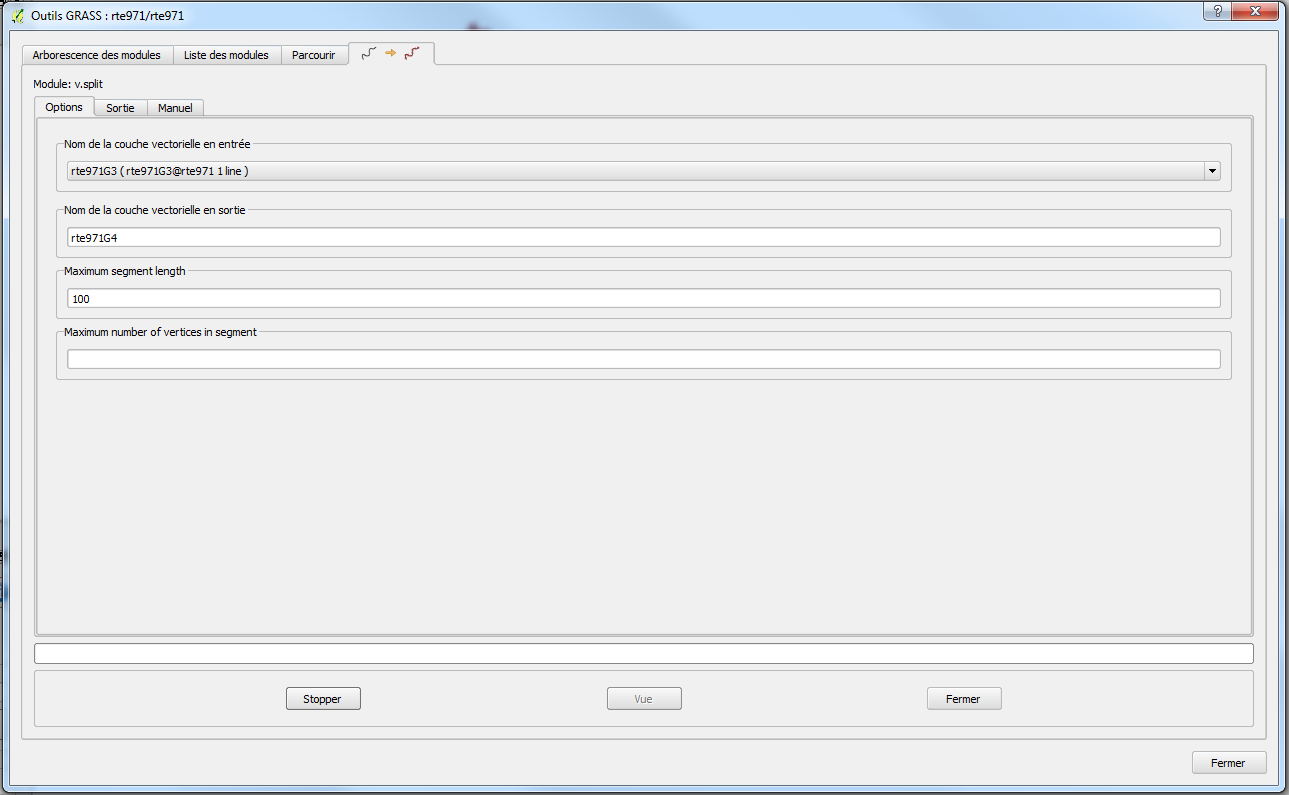 Outils GRASS : rte971/rte971
?
Arborescence des modules Liste des modules Parcourir
Module: v.split
Options Sortie Manuel
Nom de la couche vectorielle en entrée
rte971G3 ( rte971G3@rte971 1 line )
Nom de la couche vectorielle en sortie
rte971G4
Maximum segment length
100
Maximum number of vertices in segment
Stopper Vue Fermer
Fermer